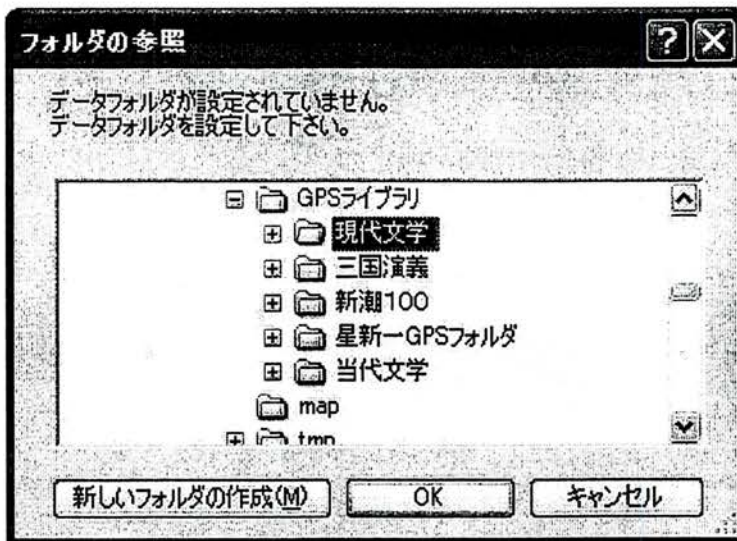 フォルダの参照
データフォルダが設定されていません。
データフォルダを設定して下さい。
GPSライブラリ
現代文学
三国演義
新潮100
星新一GPSフォルダ
当代文学
map
tmp
新しいフォルダの作成(M) OK キャンセル